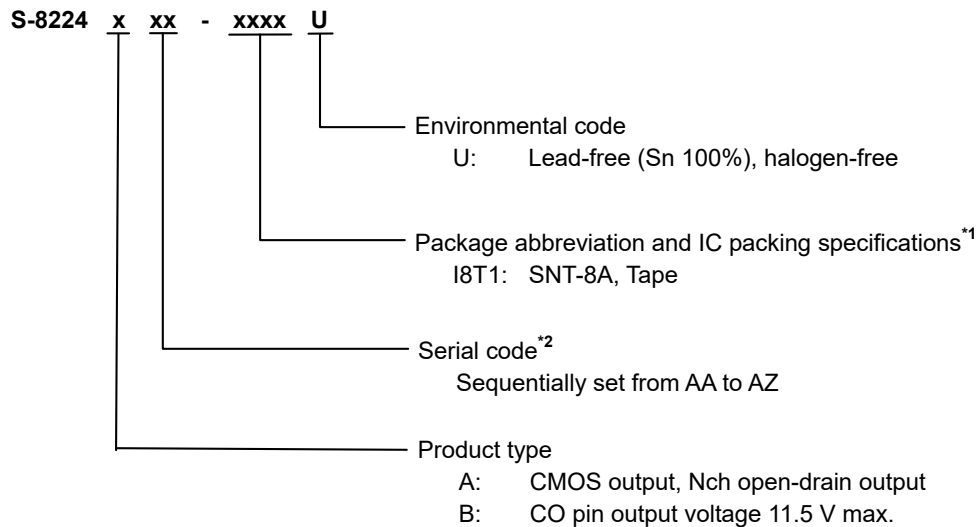 S-8224 x xx - xxxx U
Environmental code
U: Lead-free (Sn 100%), halogen-free
Package abbreviation and IC packing specifications*1
I8T1: SNT-8A, Tape
Serial code*2
Sequentially set from AA to AZ
Product type
A: CMOS output, Nch open-drain output
B: CO pin output voltage 11.5 V max.